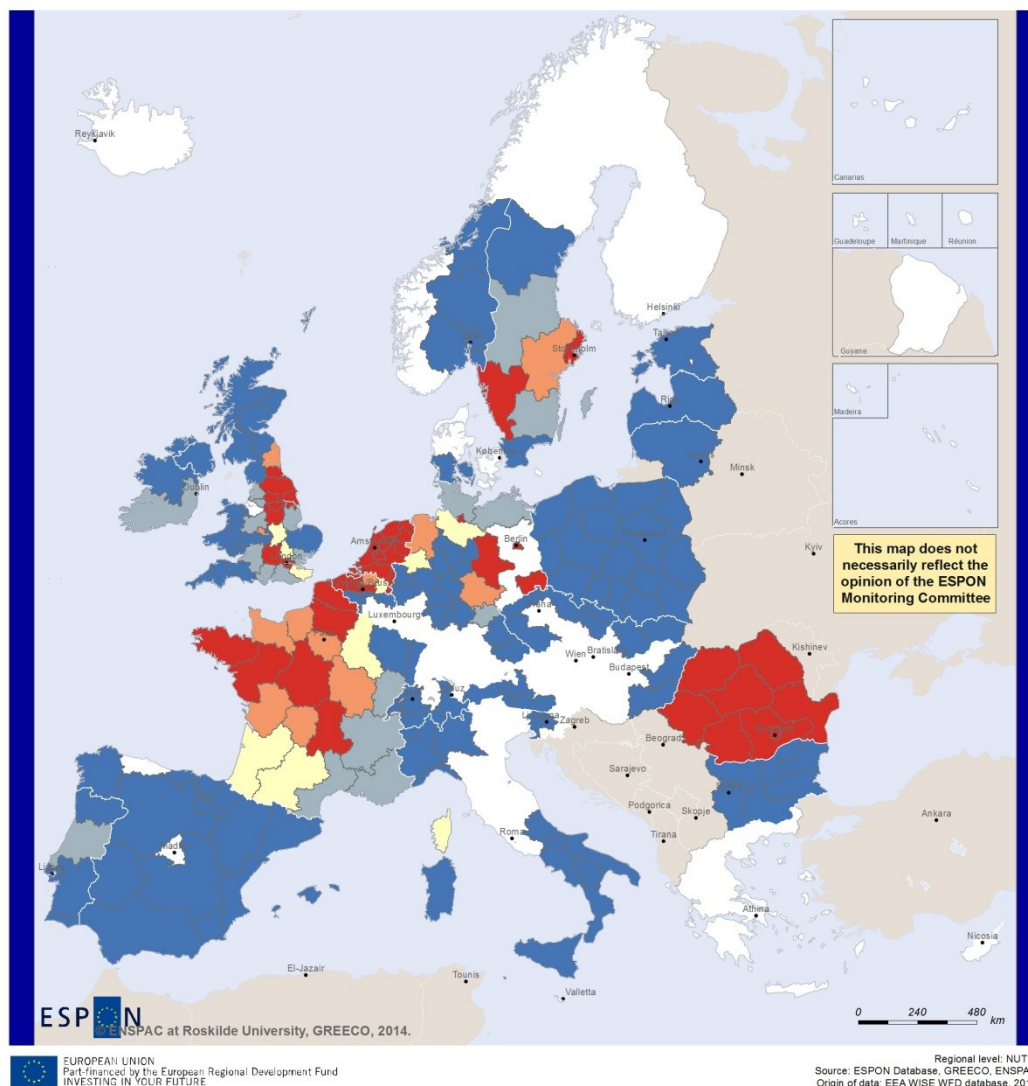 Reykjavik
Canarias
Guadeloupe
Martinique
Réunion
Guyane
Madeira
Acores
Helsinki
Stockholm
Minsk
Dublin
Berlin
Kyiv
This map does not
necessarily reflect the
opinion of the ESPON
Monitoring Committee
Luxembourg
Wien
Bratislava
Budapest
Kishinev
Zagreb
Beograd
Sarajevo
Podgorica
Skopje
Tirana
Ankara
Roma
Athina
Nicosia
El-Jazair
Tounis
Valletta
ESPON
© ENSPAC at Roskilde University, GREECO, 2014.
0 240 480
km
EUROPEAN UNION
Part-financed by the European Regional Development Fund
INVESTING IN YOUR FUTURE
Regional level: NUT
Source: ESPON Database, GREECO, ENSPA
Origin of data: EEA WISE WFD database, 20